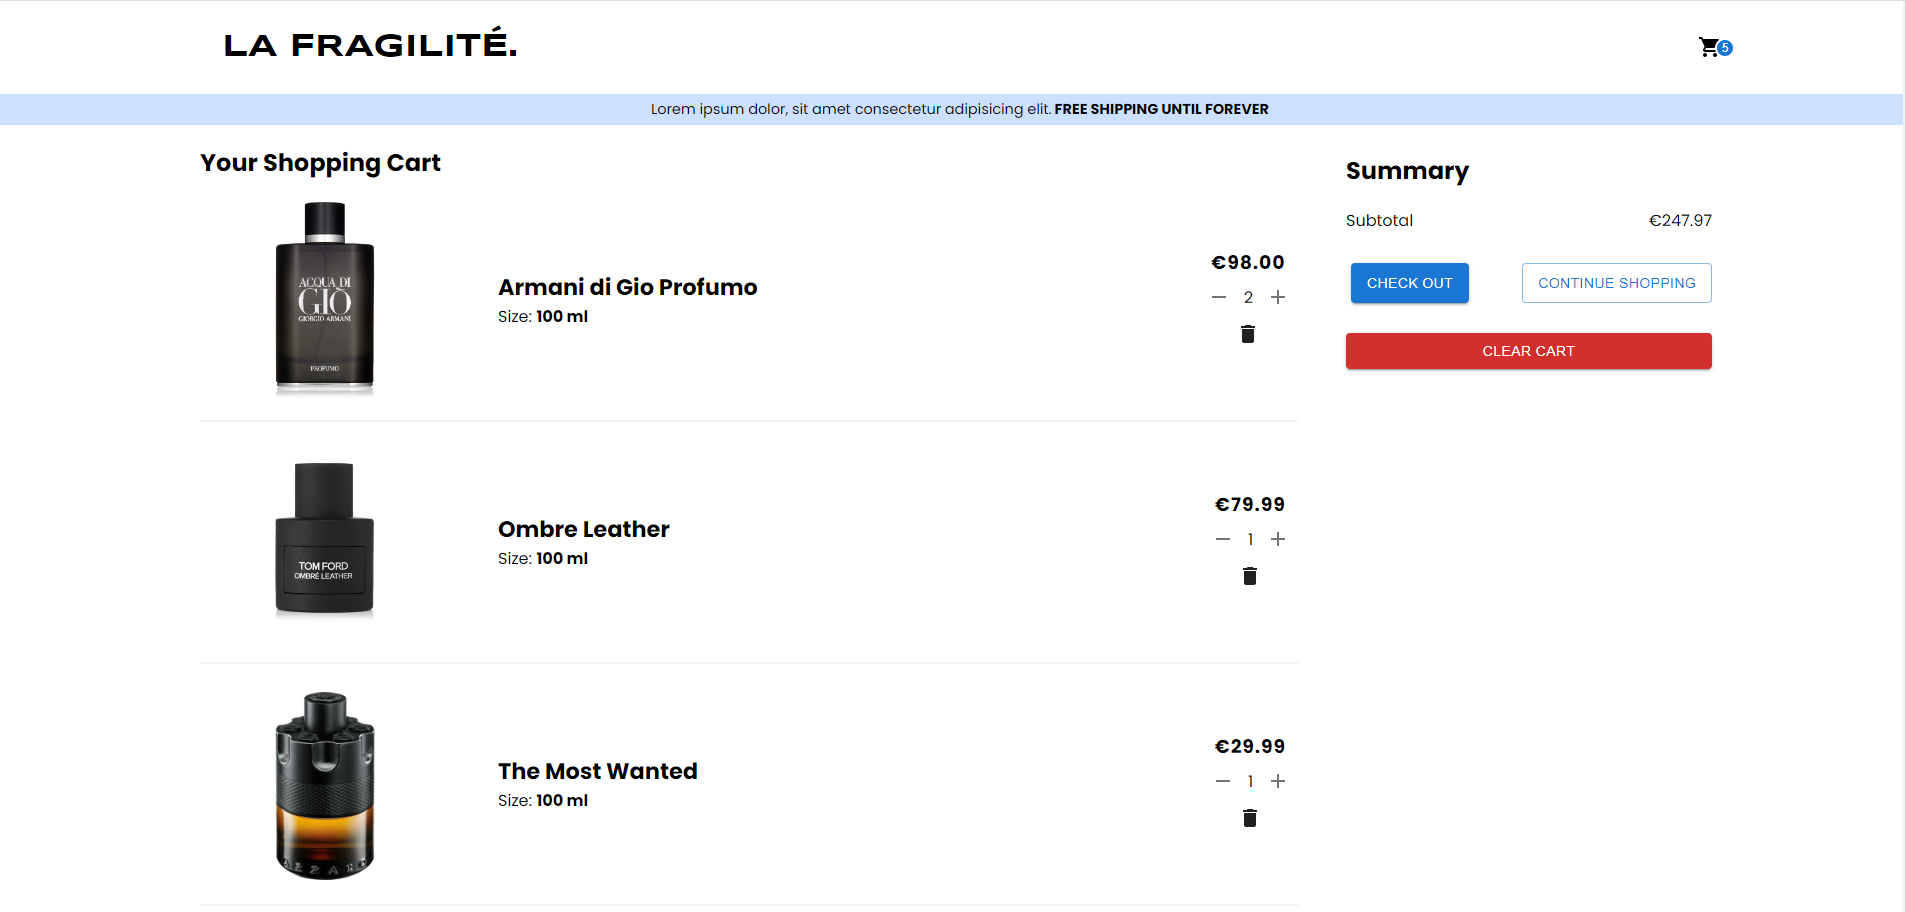 LA FRAGILITÉ.
5
Lorem ipsum dolor, sit amet consectetur adipisicing elit. FREE SHIPPING UNTIL FOREVER
Your Shopping Cart
ACQUA DI
GIÒ
GIORGIO ARMANI
PROFUMO
Armani di Gio Profumo
Size: 100 ml
€98.00
2
TOM FORD
OMBRÉ LEATHER
Ombre Leather
Size: 100 ml
€79.99
1
AZZARO
The Most Wanted
Size: 100 ml
€29.99
1
Summary
Subtotal €247.97
CHECK OUT CONTINUE SHOPPING
CLEAR CART